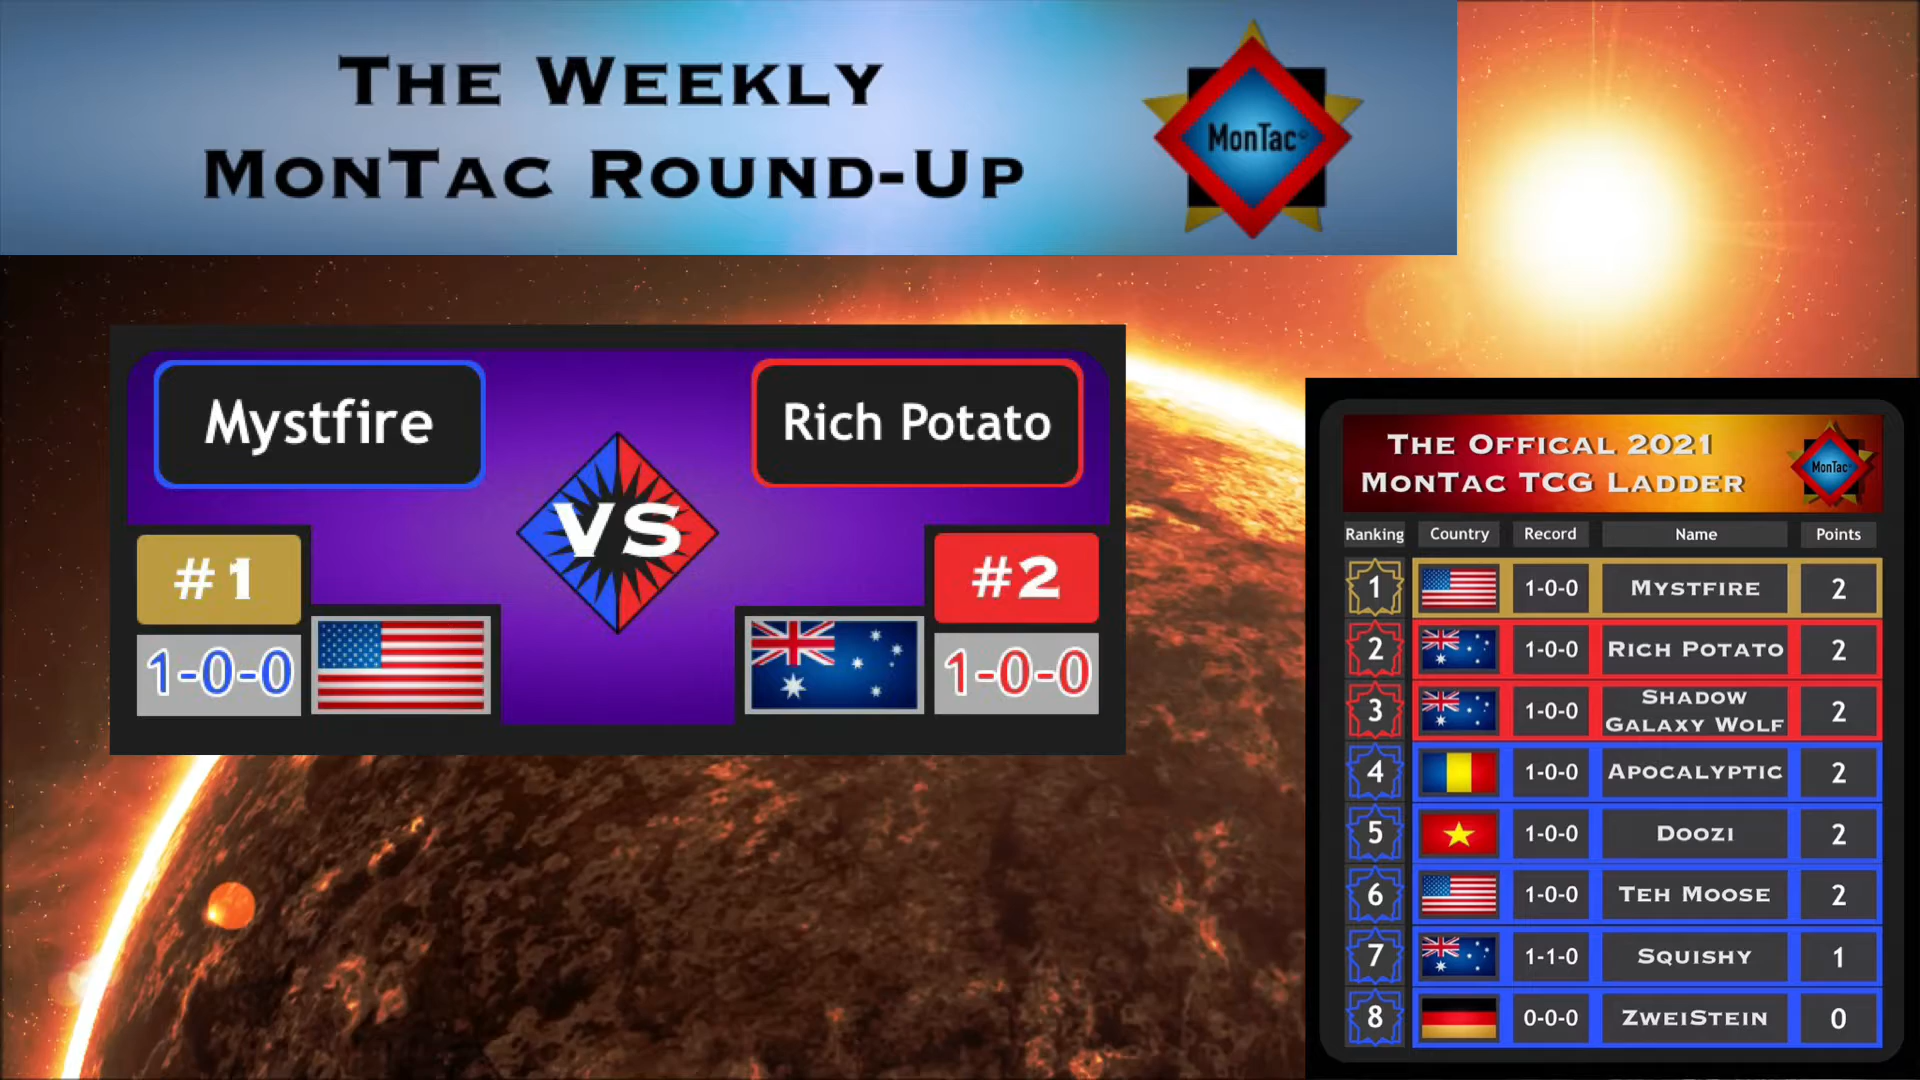 The Weekly
MonTac Round-Up
MonTac®
Mystfire
Rich Potato
VS
#1
#2
1-0-0
1-0-0
The Offical 2021
MonTac TCG Ladder
MonTac®
Ranking Country Record Name Points
1 1-0-0 Mystfire 2
2 1-0-0 Rich Potato 2
3 1-0-0 Shadow Galaxy Wolf 2
4 1-0-0 Apocalyptic 2
5 1-0-0 Doozi 2
6 1-0-0 Teh Moose 2
7 1-1-0 Squishy 1
8 0-0-0 ZweiStein 0